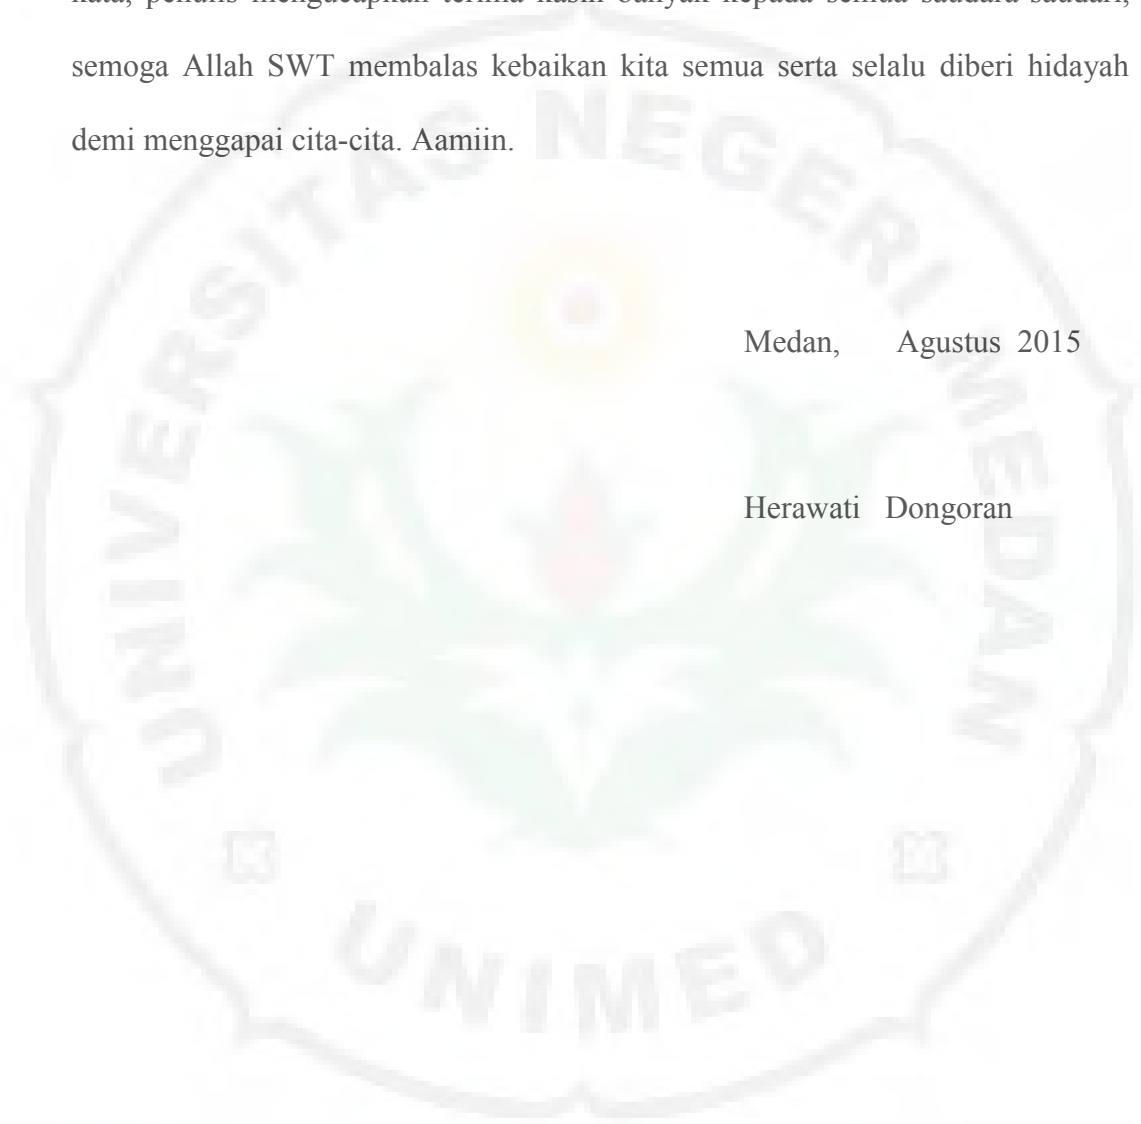 kata, penulis mengucapkan terima kasih banyak kepada semua saudara-saudari,
semoga Allah SWT membalas kebaikan kita semua serta selalu diberi hidayah
demi menggapai cita-cita. Aamiin.
Medan, Agustus 2015
Herawati Dongoran
UNIVERSITAS NEGERI MEDAN
UNIMED